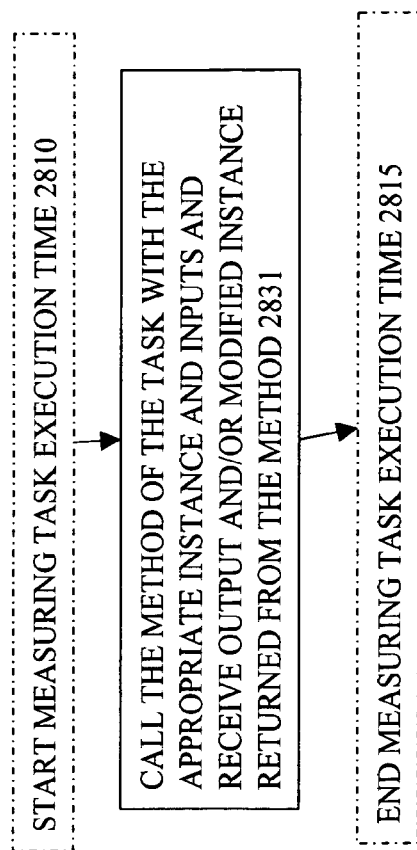 START MEASURING TASK EXECUTION TIME 2810
CALL THE METHOD OF THE TASK WITH THE
APPROPRIATE INSTANCE AND INPUTS AND
RECEIVE OUTPUT AND/OR MODIFIED INSTANCE
RETURNED FROM THE METHOD 2831
END MEASURING TASK EXECUTION TIME 2815